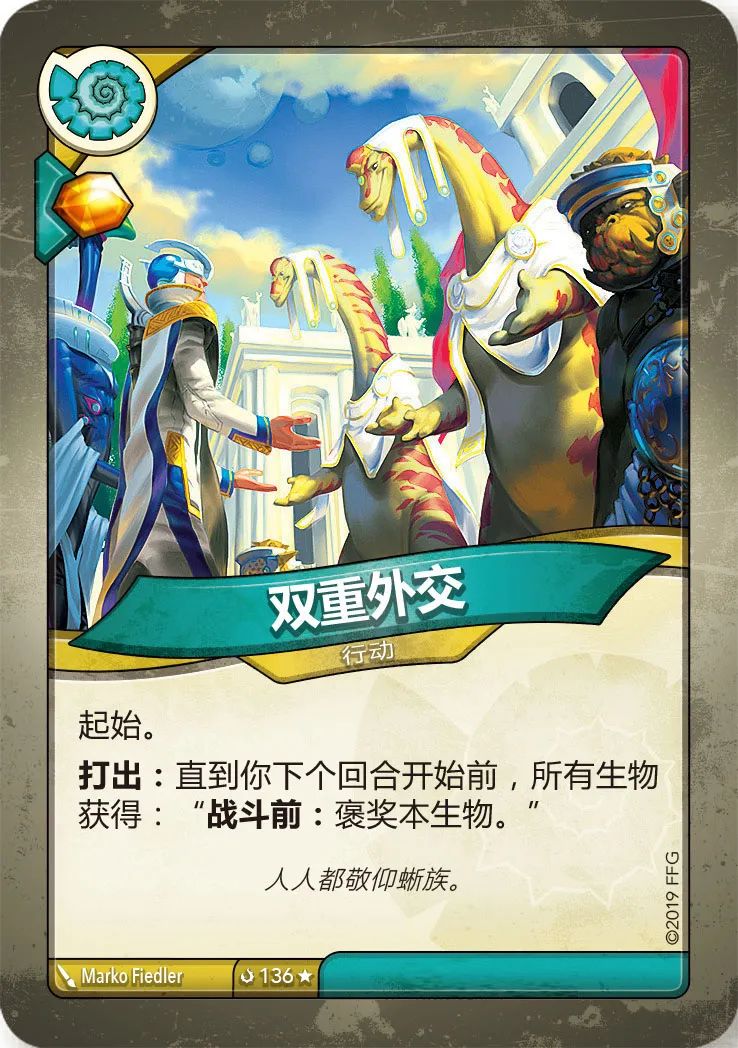 双重外交
行动
起始。
打出：直到你下个回合开始前，所有生物
获得：“战斗前：褒奖本生物。”
人人都敬仰蜥族。
©2019 FFG
Marko Fiedler
136